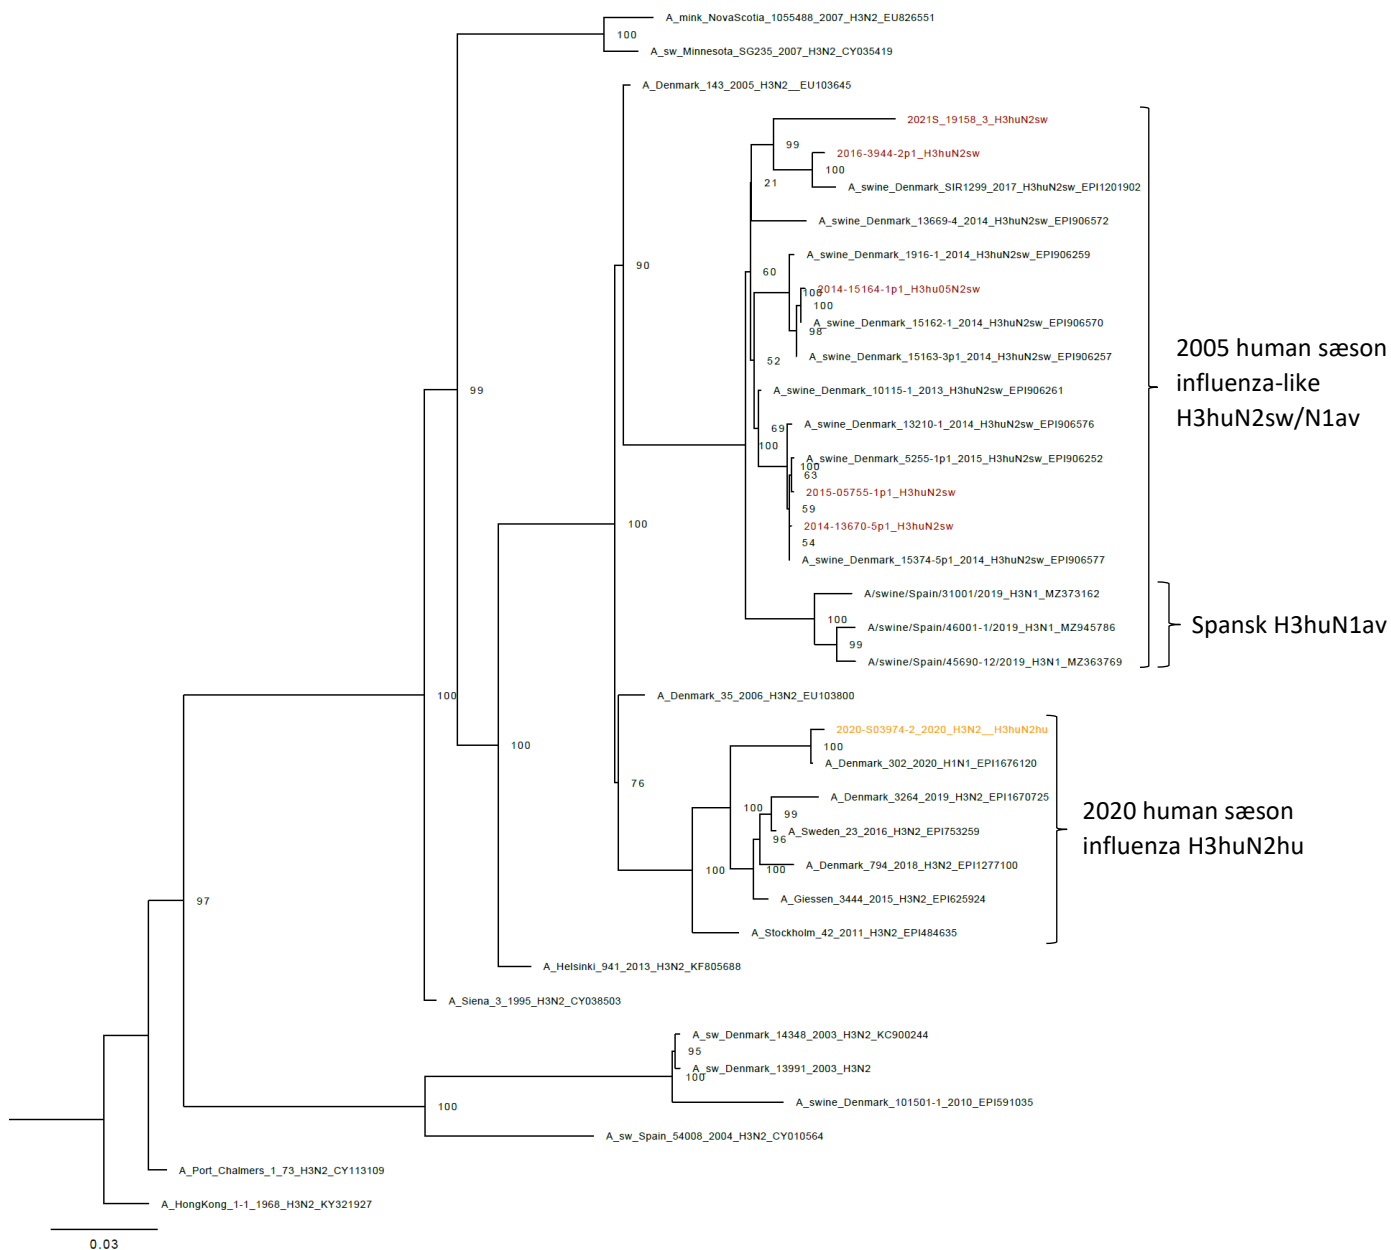 A_mink_NovaScotia_1055488_2007_H3N2_EU826551
100
A_sw_Minnesota_SG235_2007_H3N2_CY035419
A_Denmark_143_2005_H3N2__EU103645
2021S_19158_3_H3huN2sw
99
2016-3944-2p1_H3huN2sw
100
21
A_swine_Denmark_SIR1299_2017_H3huN2sw_EPI1201902
A_swine_Denmark_13669-4_2014_H3huN2sw_EPI906572
A_swine_Denmark_1916-1_2014_H3huN2sw_EPI906259
90
60
2014-15164-1p1_H3hu05N2sw
100
100
A_swine_Denmark_15162-1_2014_H3huN2sw_EPI906570
98
A_swine_Denmark_15163-3p1_2014_H3huN2sw_EPI906257
52
2005 human sæson
influenza-like
H3huN2sw/N1av
99
A_swine_Denmark_10115-1_2013_H3huN2sw_EPI906261
A_swine_Denmark_13210-1_2014_H3huN2sw_EPI906576
69
100
A_swine_Denmark_5255-1p1_2015_H3huN2sw_EPI906252
100
63
2015-05755-1p1_H3huN2sw
59
100
2014-13670-5p1_H3huN2sw
54
A_swine_Denmark_15374-5p1_2014_H3huN2sw_EPI906577
A/swine/Spain/31001/2019_H3N1_MZ373162
100
A/swine/Spain/46001-1/2019_H3N1_MZ945786
99
A/swine/Spain/45690-12/2019_H3N1_MZ363769
Spansk H3huN1av
100
A_Denmark_35_2006_H3N2_EU103800
2020-S03974-2_2020_H3N2__H3huN2hu
100
100
A_Denmark_302_2020_H1N1_EPI1676120
76
A_Denmark_3264_2019_H3N2_EPI1670725
100
99
A_Sweden_23_2016_H3N2_EPI753259
96
A_Denmark_794_2018_H3N2_EPI1277100
100
100
A_Giessen_3444_2015_H3N2_EPI625924
A_Stockholm_42_2011_H3N2_EPI484635
2020 human sæson
influenza H3huN2hu
97
A_Helsinki_941_2013_H3N2_KF805688
A_Siena_3_1995_H3N2_CY038503
A_sw_Denmark_14348_2003_H3N2_KC900244
95
A_sw_Denmark_13991_2003_H3N2
100
A_swine_Denmark_101501-1_2010_EPI591035
100
A_sw_Spain_54008_2004_H3N2_CY010564
A_Port_Chalmers_1_73_H3N2_CY113109
A_HongKong_1-1_1968_H3N2_KY321927
0.03